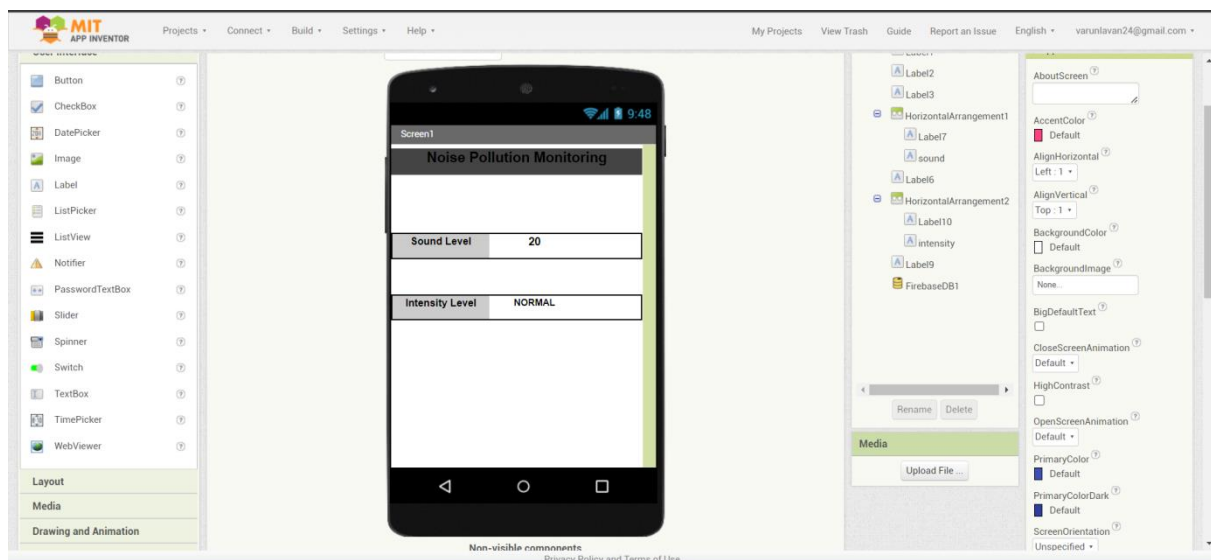 MIT
APP INVENTOR
Projects
Connect
Build
Settings
Help
My Projects
View Trash
Guide
Report an Issue
English
varunlavan24@gmail.com
User Interface
Button
CheckBox
DatePicker
Image
Label
ListPicker
ListView
Notifier
PasswordTextBox
Slider
Spinner
Switch
TextBox
TimePicker
WebViewer
Layout
Media
Drawing and Animation
9:48
Screen1
Noise Pollution Monitoring
Sound Level 20
Intensity Level NORMAL
Non-visible components
Label2
Label3
HorizontalArrangement1
Label7
sound
Label6
HorizontalArrangement2
Label10
intensity
Label9
FirebaseDB1
Rename Delete
Media
Upload File ...
AboutScreen
AccentColor
Default
AlignHorizontal
Left : 1
AlignVertical
Top : 1
BackgroundColor
Default
BackgroundImage
None...
BigDefaultText
CloseScreenAnimation
Default
HighContrast
OpenScreenAnimation
Default
PrimaryColor
Default
PrimaryColorDark
Default
ScreenOrientation
Unspecified
Privacy Policy and Terms of Use